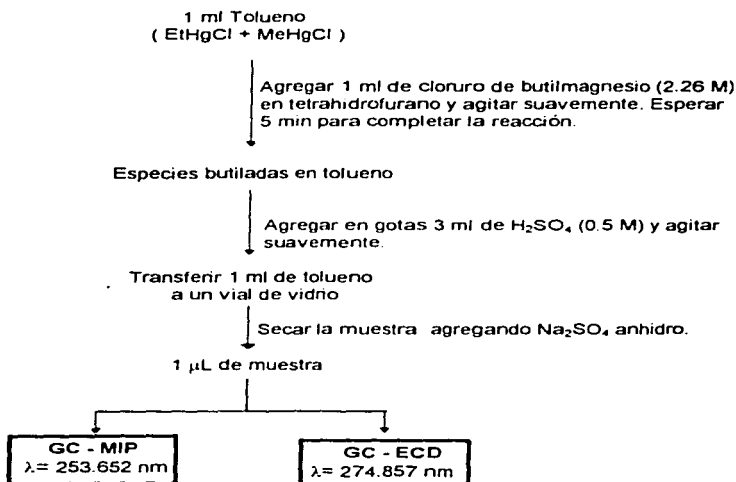 1 ml Tolueno
( EtHgCl + MeHgCl )
Agregar 1 ml de cloruro de butilmagnesio (2.26 M)
en tetrahidrofurano y agitar suavemente. Esperar
5 min para completar la reacción.
Especies butiladas en tolueno
Agregar en gotas 3 ml de H₂SO₄ (0.5 M) y agitar
suavemente.
Transferir 1 ml de tolueno
a un vial de vidrio
Secar la muestra agregando Na₂SO₄ anhidro.
1 µL de muestra
GC - MIP
λ= 253.652 nm
GC - ECD
λ= 274.857 nm